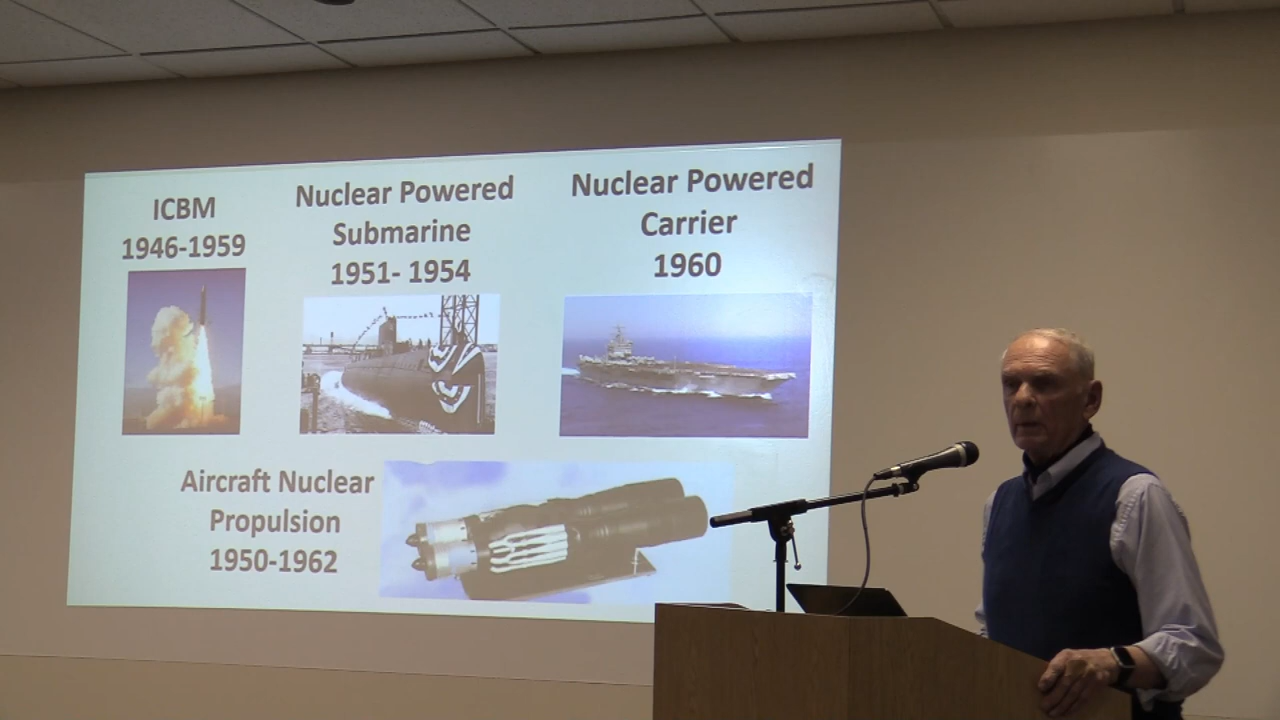 ICBM
1946-1959
Nuclear Powered
Submarine
1951- 1954
Nuclear Powered
Carrier
1960
Aircraft Nuclear
Propulsion
1950-1962